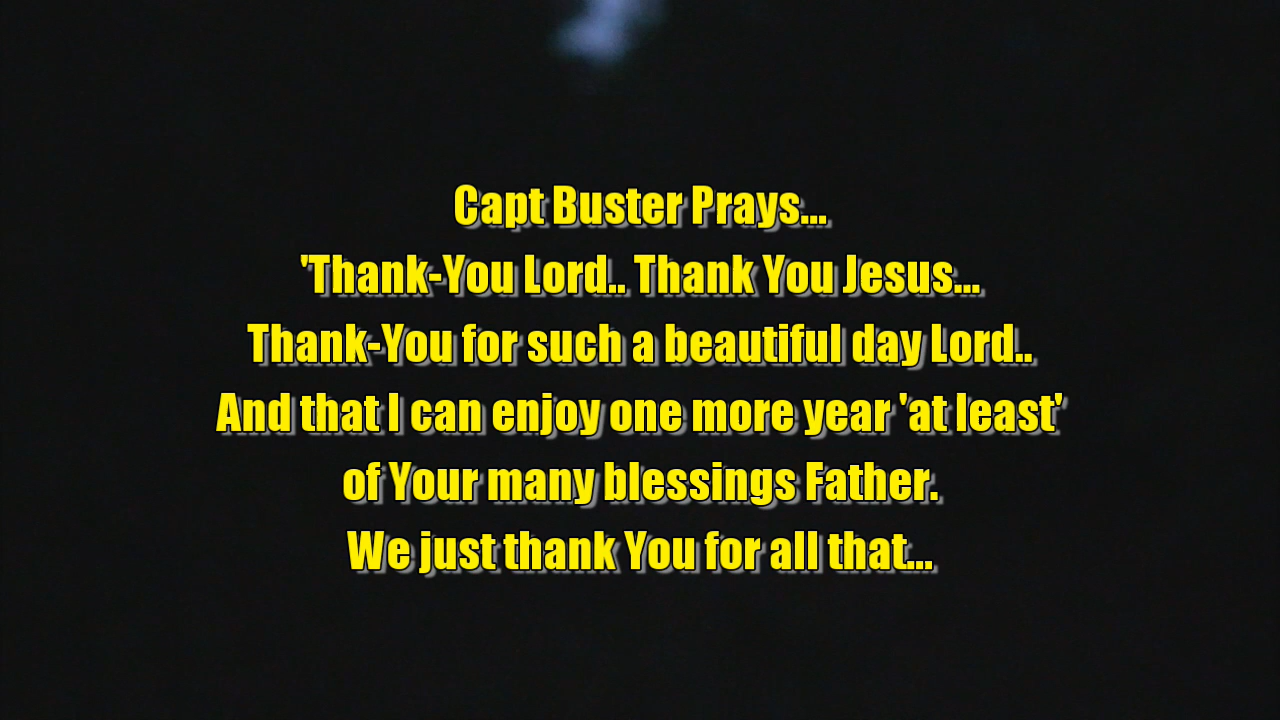 Capt Buster Prays...
'Thank-You Lord.. Thank You Jesus...
Thank-You for such a beautiful day Lord..
And that I can enjoy one more year 'at least'
of Your many blessings Father.
We just thank You for all that...